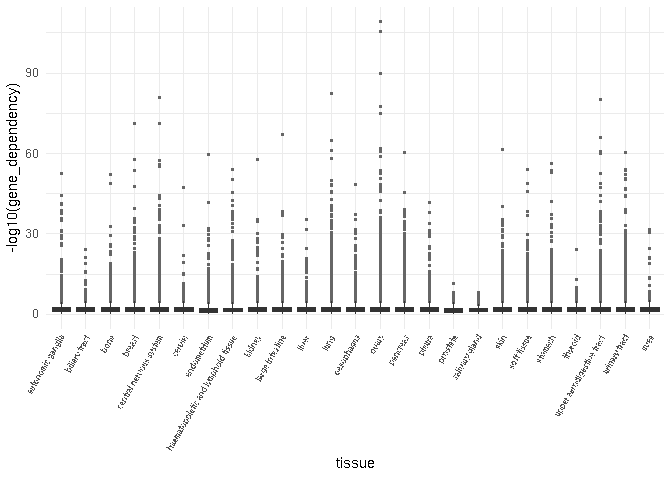 -log10(gene_dependency)
90
60
30
0
autonomic ganglia
biliary tract
bone
breast
central nervous system
cervix
endometrium
haematopoietic and lymphoid tissue
kidney
large intestine
liver
lung
oesophagus
ovary
pancreas
pleura
prostate
salivary gland
skin
soft tissue
stomach
thyroid
upper aerodigestive tract
urinary tract
uvea
tissue